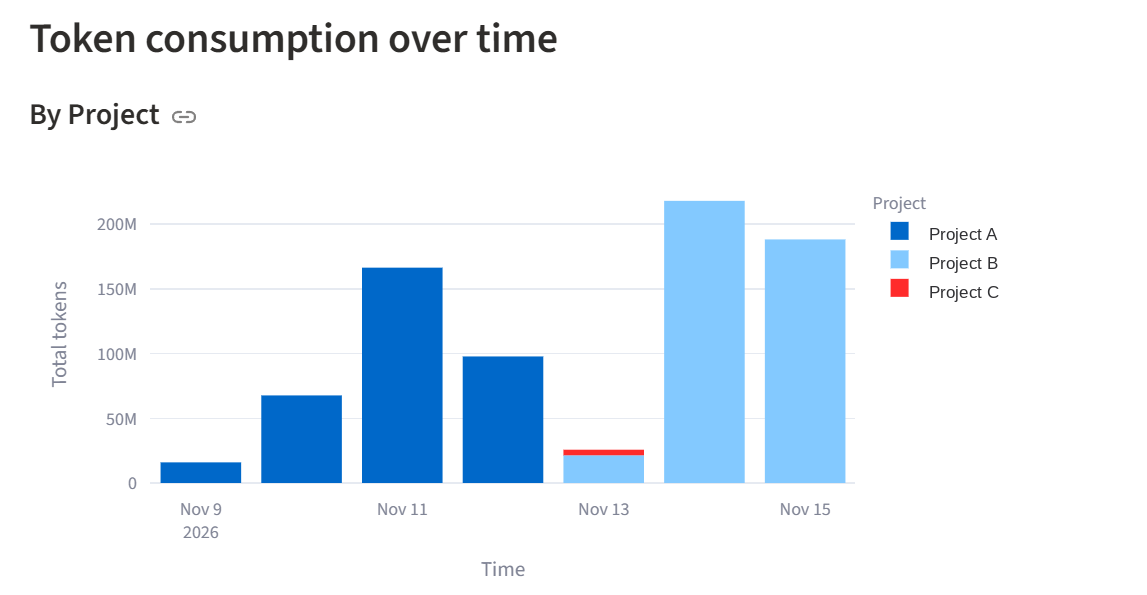 Token consumption over time
By Project
200M
150M
100M
50M
0
Total tokens
Nov 9
2026
Nov 11
Nov 13
Nov 15
Time
Project
Project A
Project B
Project C